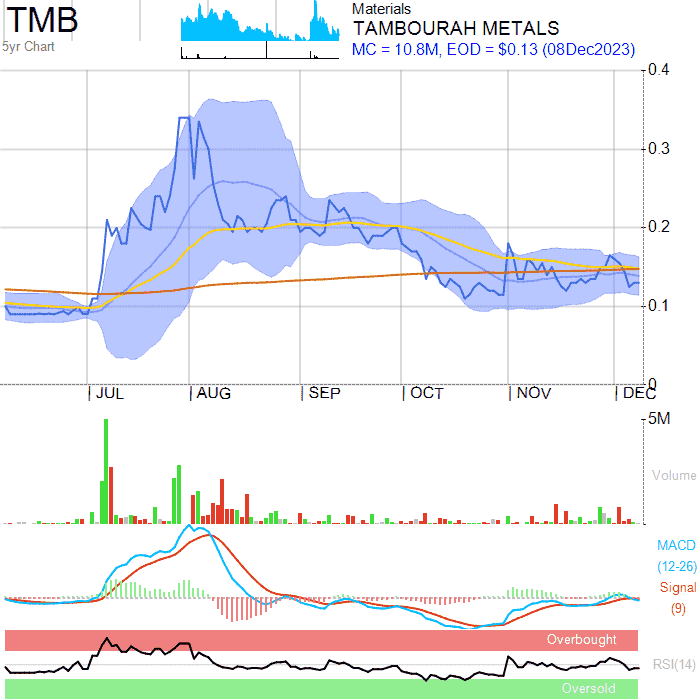 TMB
5yr Chart
Materials
TAMBOURAH METALS
MC = 10.8M, EOD = $0.13 (08Dec2023)
0.4
0.3
0.2
0.1
0
JUL AUG SEP OCT NOV DEC
5M
Volume
MACD
(12-26)
Signal
(9)
Overbought
RSI(14)
Oversold